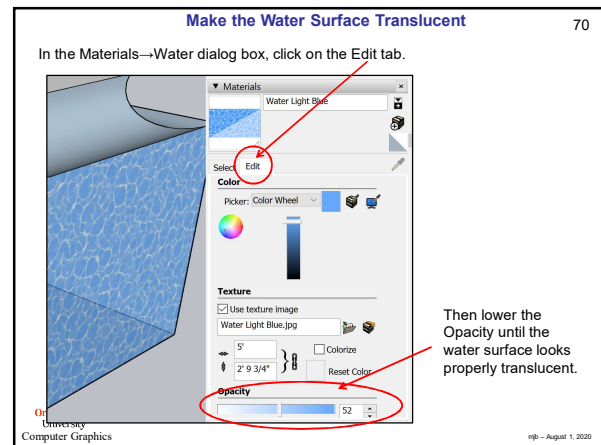 Make the Water Surface Translucent
70
In the Materials→Water dialog box, click on the Edit tab.
▼ Materials
×
Water Light Blue
Select Edit
Color
Picker: Color Wheel
Texture
Use texture image
Water Light Blue.jpg
5'
Colorize
2' 9 3/4"
Reset Color
Opacity
52
Then lower the
Opacity until the
water surface looks
properly translucent.
University
Computer Graphics
mjb – August 1, 2020